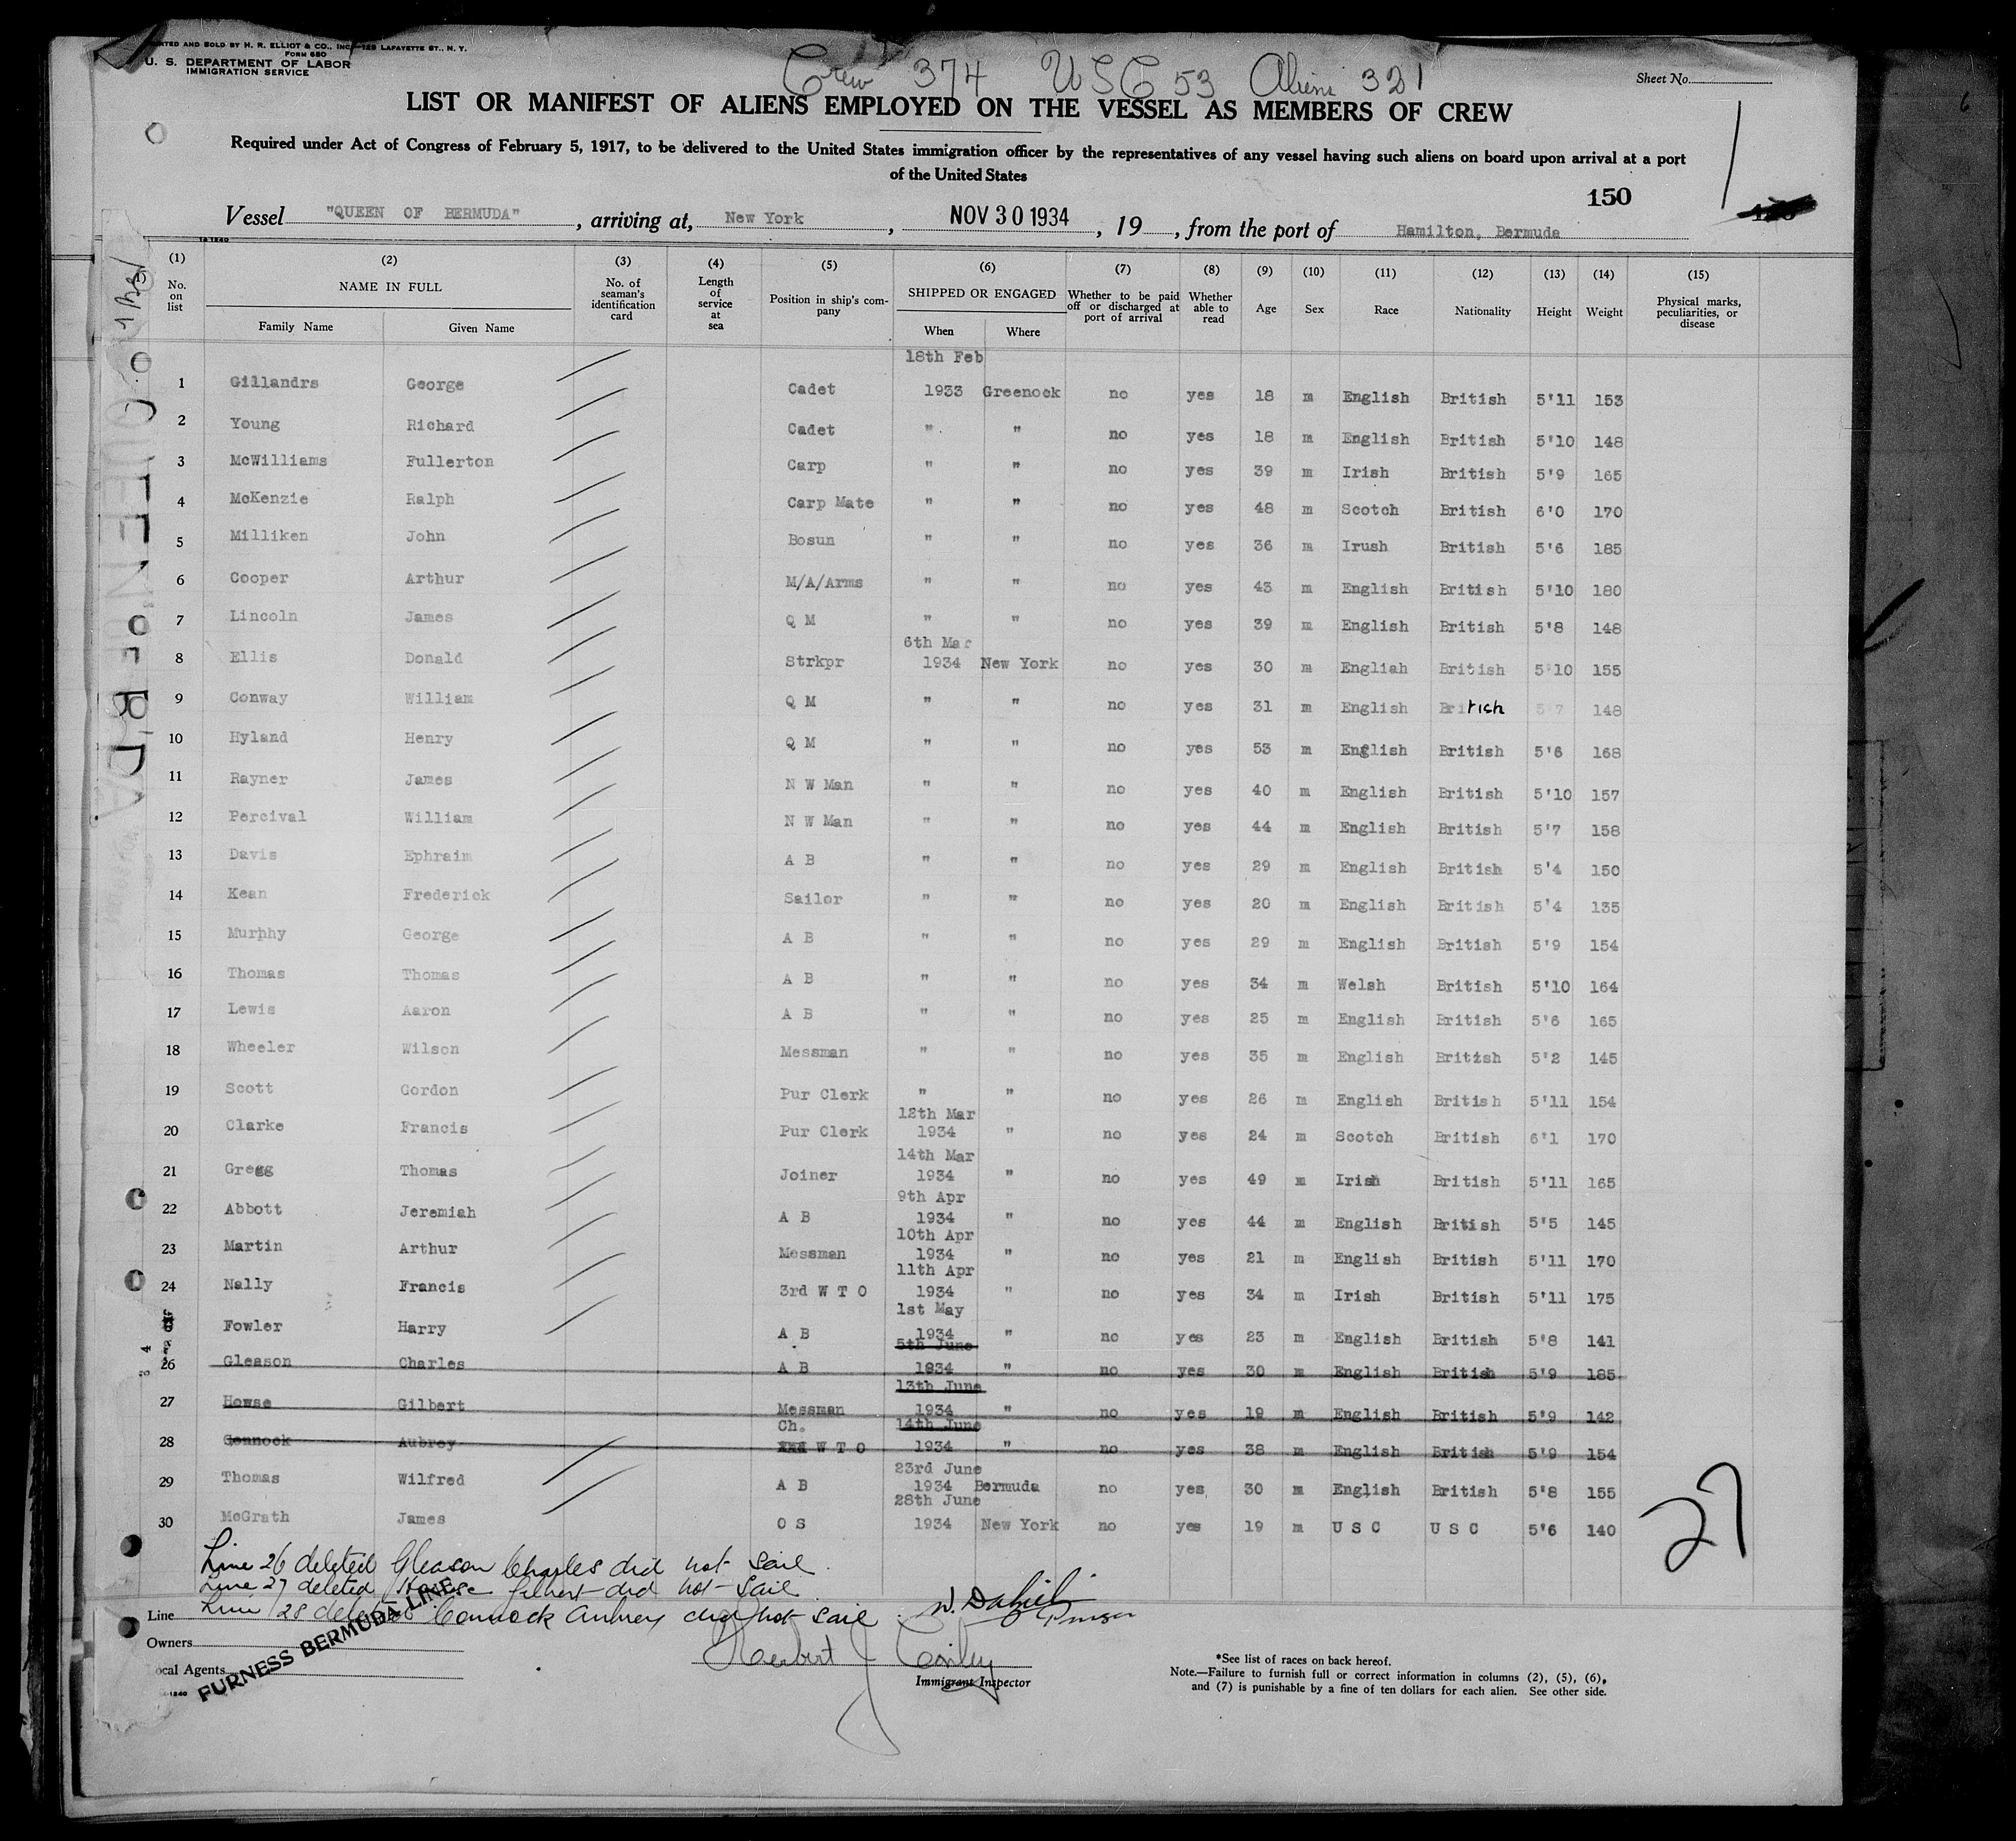 PRINTED AND SOLD BY H. R. ELLIOT & CO., INC., 129 LAFAYETTE ST., N. Y.
FORM 680
U. S. DEPARTMENT OF LABOR
IMMIGRATION SERVICE
Crew 374 USC 53 Aliens 321
Sheet No.
LIST OR MANIFEST OF ALIENS EMPLOYED ON THE VESSEL AS MEMBERS OF CREW
Required under Act of Congress of February 5, 1917, to be delivered to the United States immigration officer by the representatives of any vessel having such aliens on board upon arrival at a port
of the United States
150
Vessel "QUEEN OF BERMUDA", arriving at, New York, NOV 30 1934, 19 , from the port of Hamilton, Bermuda
14 1240
(1) (2) (3) (4) (5) (6) (7) (8) (9) (10) (11) (12) (13) (14) (15)
No. on list NAME IN FULL Family Name Given Name No. of seaman's identification card Length of service at sea Position in ship's company SHIPPED OR ENGAGED When Where Whether to be paid off or discharged at port of arrival Whether able to read Age Sex Race Nationality Height Weight Physical marks, peculiarities, or disease
18th Feb
1 Gillandrs George Cadet 1933 Greenock no yes 18 m English British 5'11 153
2 Young Richard Cadet " " no yes 18 m English British 5'10 148
3 McWilliams Fullerton Carp " " no yes 39 m Irish British 5'9 165
4 McKenzie Ralph Carp Mate " " no yes 48 m Scotch British 6'0 170
5 Milliken John Bosun " " no yes 36 m Irush British 5'6 185
6 Cooper Arthur M/A/Arms " " no yes 43 m English British 5'10 180
7 Lincoln James Q M " " no yes 39 m English British 5'8 148
6th Mar
8 Ellis Donald Strkpr 1934 New York no yes 30 m Engliah British 5'10 155
9 Conway William Q M " " no yes 31 m English British 5'7 148
10 Hyland Henry Q M " " no yes 53 m English British 5'6 168
11 Rayner James N W Man " " no yes 40 m English British 5'10 157
12 Percival William N W Man " " no yes 44 m English British 5'7 158
13 Davis Ephraim A B " " no yes 29 m English British 5'4 150
14 Kean Frederick Sailor " " no yes 20 m English British 5'4 135
15 Murphy George A B " " no yes 29 m English British 5'9 154
16 Thomas Thomas A B " " no yes 34 m Welsh British 5'10 164
17 Lewis Aaron A B " " no yes 25 m English British 5'6 165
18 Wheeler Wilson Messman " " no yes 35 m English British 5'2 145
19 Scott Gordon Pur Clerk " " no yes 26 m English British 5'11 154
12th Mar
20 Clarke Francis Pur Clerk 1934 " no yes 24 m Scotch British 6'1 170
14th Mar
21 Gregg Thomas Joiner 1934 " no yes 49 m Irish British 5'11 165
9th Apr
22 Abbott Jeremiah A B 1934 " no yes 44 m English British 5'5 145
10th Apr
23 Martin Arthur Messman 1934 " no yes 21 m English British 5'11 170
11th Apr
24 Nally Francis 3rd W T O 1934 " no yes 34 m Irish British 5'11 175
1st May
Fowler Harry A B 1934 " no yes 23 m English British 5'8 141
5th June
26 Gleason Charles A B 1934 " no yes 30 m English British 5'9 185
13th June
27 Howse Gilbert Messman 1934 " no yes 19 m English British 5'9 142
Ch. 14th June
28 Connock Aubrey W T O 1934 " no yes 38 m English British 5'9 154
23rd June
29 Thomas Wilfred A B 1934 Bermuda no yes 30 m English British 5'8 155
28th June
30 McGrath James O S 1934 New York no yes 19 m U S C U S C 5'6 140
27
Line 26 deleted Gleason Charles did not sail
Line 27 deleted Howse Gilbert did not sail
Line 28 deleted Connock Aubrey did not sail
Purser
Line
Owners
Local Agents
FURNESS BERMUDA LINE
Herbert J
Immigrant Inspector
*See list of races on back hereof.
Note.—Failure to furnish full or correct information in columns (2), (5), (6),
and (7) is punishable by a fine of ten dollars for each alien. See other side.